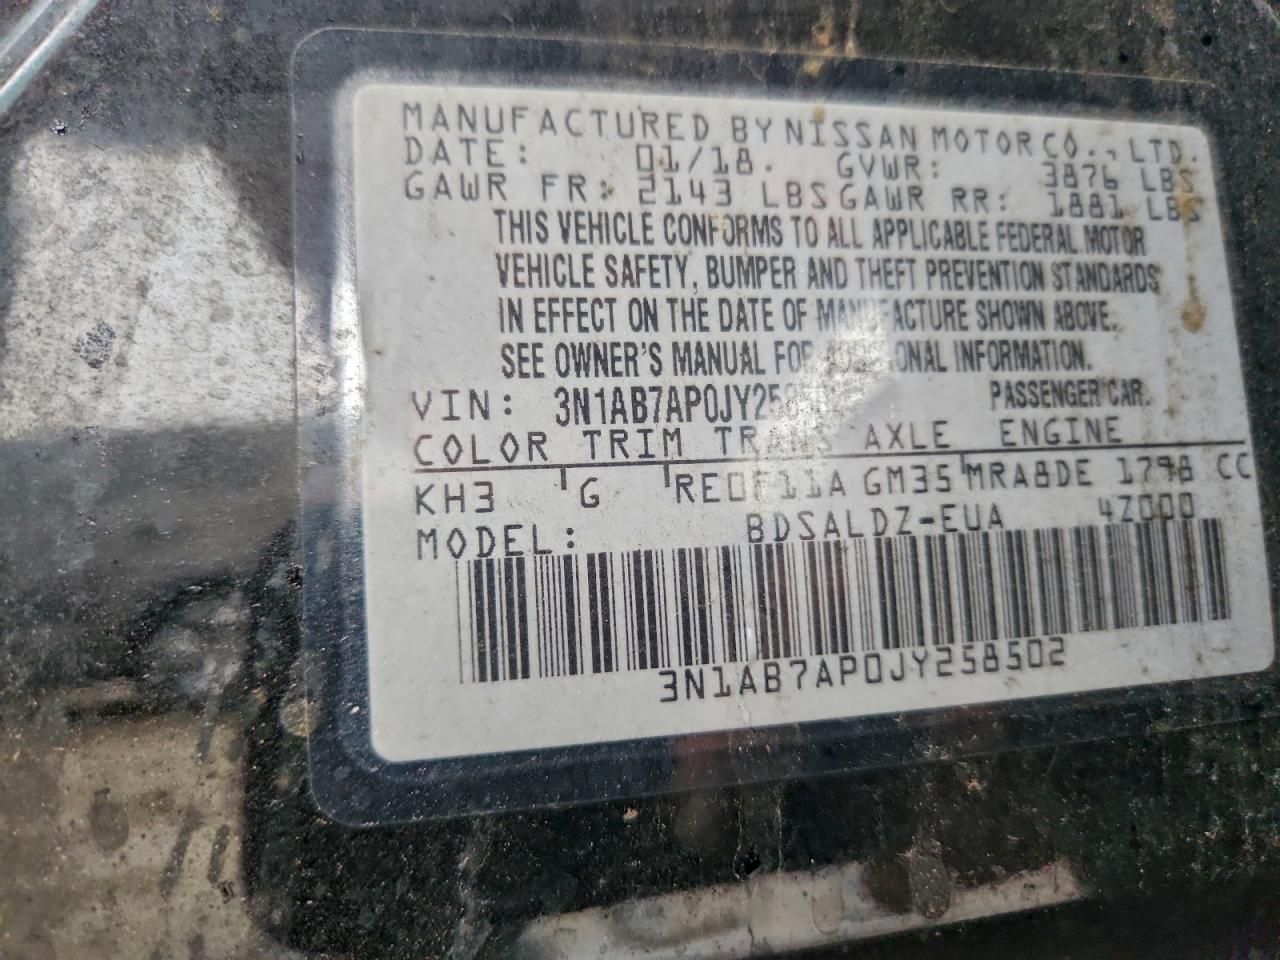 MANUFACTURED BY NISSAN MOTOR CO., LTD.
DATE: 01/18. GVWR: 3876 LBS
GAWR FR: 2143 LBS GAWR RR: 1881 LBS
THIS VEHICLE CONFORMS TO ALL APPLICABLE FEDERAL MOTOR
VEHICLE SAFETY, BUMPER AND THEFT PREVENTION STANDARDS
IN EFFECT ON THE DATE OF MANUFACTURE SHOWN ABOVE.
SEE OWNER'S MANUAL FOR ADDITIONAL INFORMATION.
VIN: PASSENGER CAR.
COLOR TRIM TRANS AXLE ENGINE
KH3 G RE0F11A GM35 MRA8DE 1798 CC
MODEL: BDSALDZ-EUA 4Z000
3N1AB7AP0JY258502